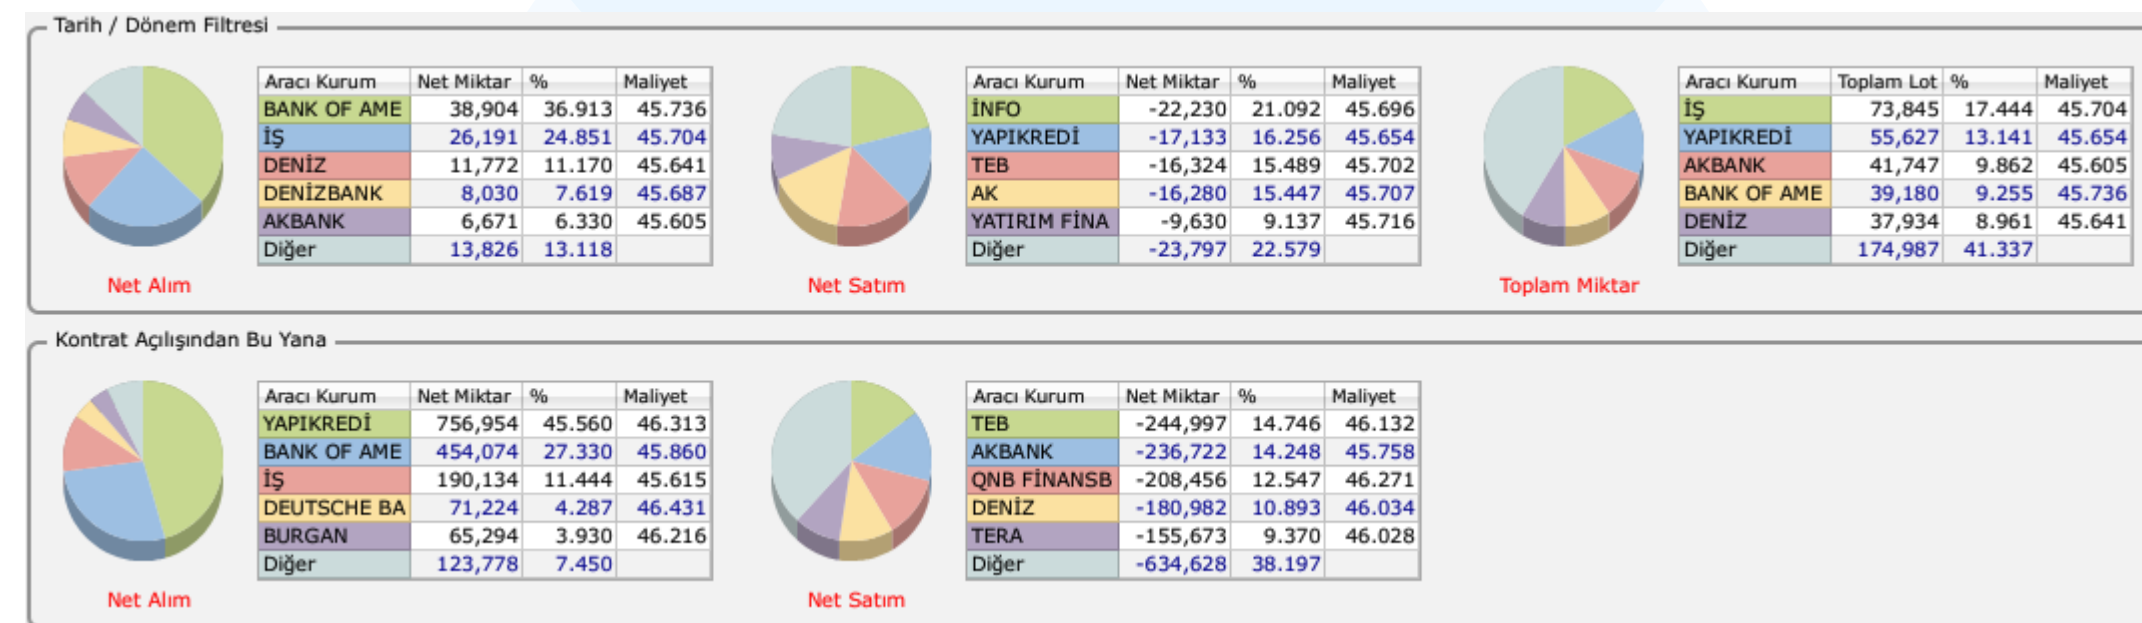 Tarih / Dönem Filtresi
Aracı Kurum Net Miktar % Maliyet
BANK OF AME 38,904 36.913 45.736
İŞ 26,191 24.851 45.704
DENİZ 11,772 11.170 45.641
DENİZBANK 8,030 7.619 45.687
AKBANK 6,671 6.330 45.605
Diğer 13,826 13.118
Net Alım
Aracı Kurum Net Miktar % Maliyet
İNFO -22,230 21.092 45.696
YAPIKREDİ -17,133 16.256 45.654
TEB -16,324 15.489 45.702
AK -16,280 15.447 45.707
YATIRIM FİNA -9,630 9.137 45.716
Diğer -23,797 22.579
Net Satım
Aracı Kurum Toplam Lot % Maliyet
İŞ 73,845 17.444 45.704
YAPIKREDİ 55,627 13.141 45.654
AKBANK 41,747 9.862 45.605
BANK OF AME 39,180 9.255 45.736
DENİZ 37,934 8.961 45.641
Diğer 174,987 41.337
Toplam Miktar
Kontrat Açılışından Bu Yana
Aracı Kurum Net Miktar % Maliyet
YAPIKREDİ 756,954 45.560 46.313
BANK OF AME 454,074 27.330 45.860
İŞ 190,134 11.444 45.615
DEUTSCHE BA 71,224 4.287 46.431
BURGAN 65,294 3.930 46.216
Diğer 123,778 7.450
Net Alım
Aracı Kurum Net Miktar % Maliyet
TEB -244,997 14.746 46.132
AKBANK -236,722 14.248 45.758
QNB FİNANSB -208,456 12.547 46.271
DENİZ -180,982 10.893 46.034
TERA -155,673 9.370 46.028
Diğer -634,628 38.197
Net Satım